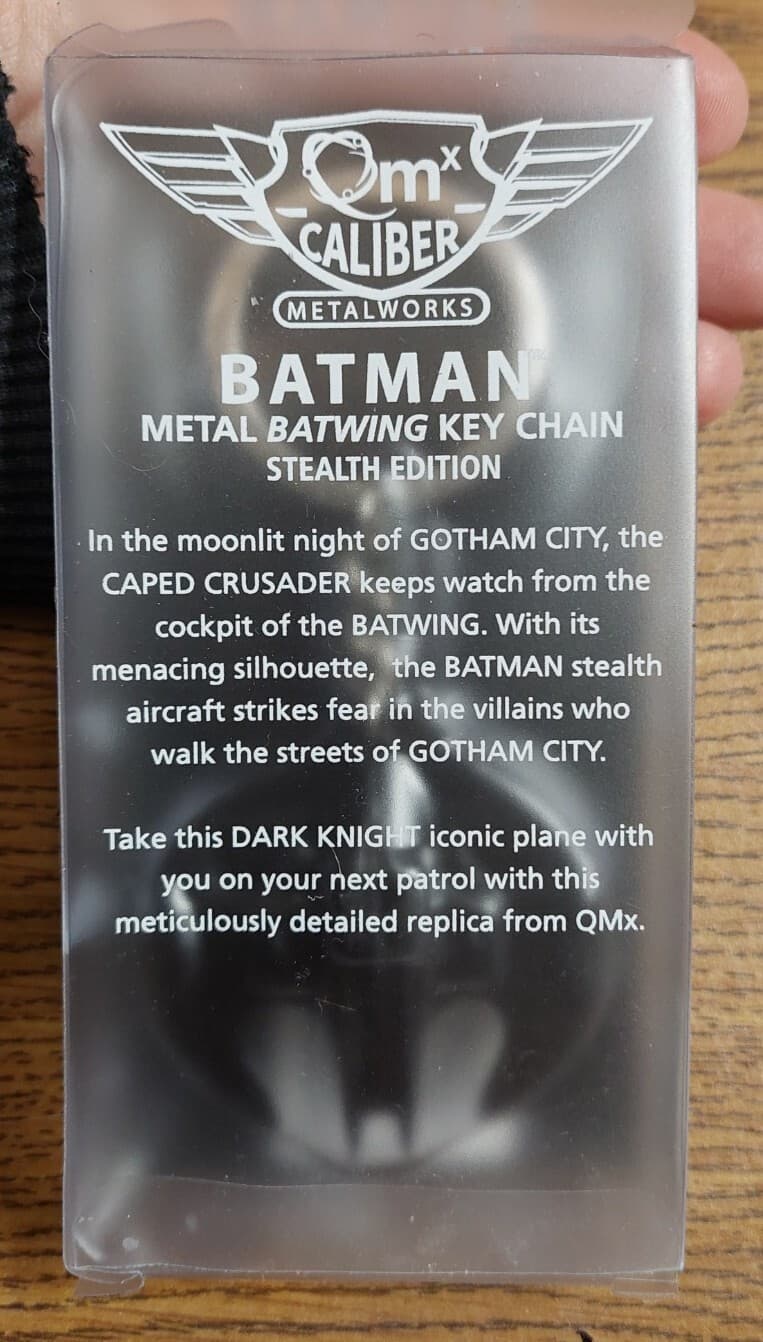 Qmx
CALIBER
METALWORKS
BATMAN™
METAL BATWING KEY CHAIN
STEALTH EDITION
In the moonlit night of GOTHAM CITY, the
CAPED CRUSADER keeps watch from the
cockpit of the BATWING. With its
menacing silhouette, the BATMAN stealth
aircraft strikes fear in the villains who
walk the streets of GOTHAM CITY.
Take this DARK KNIGHT iconic plane with
you on your next patrol with this
meticulously detailed replica from QMx.